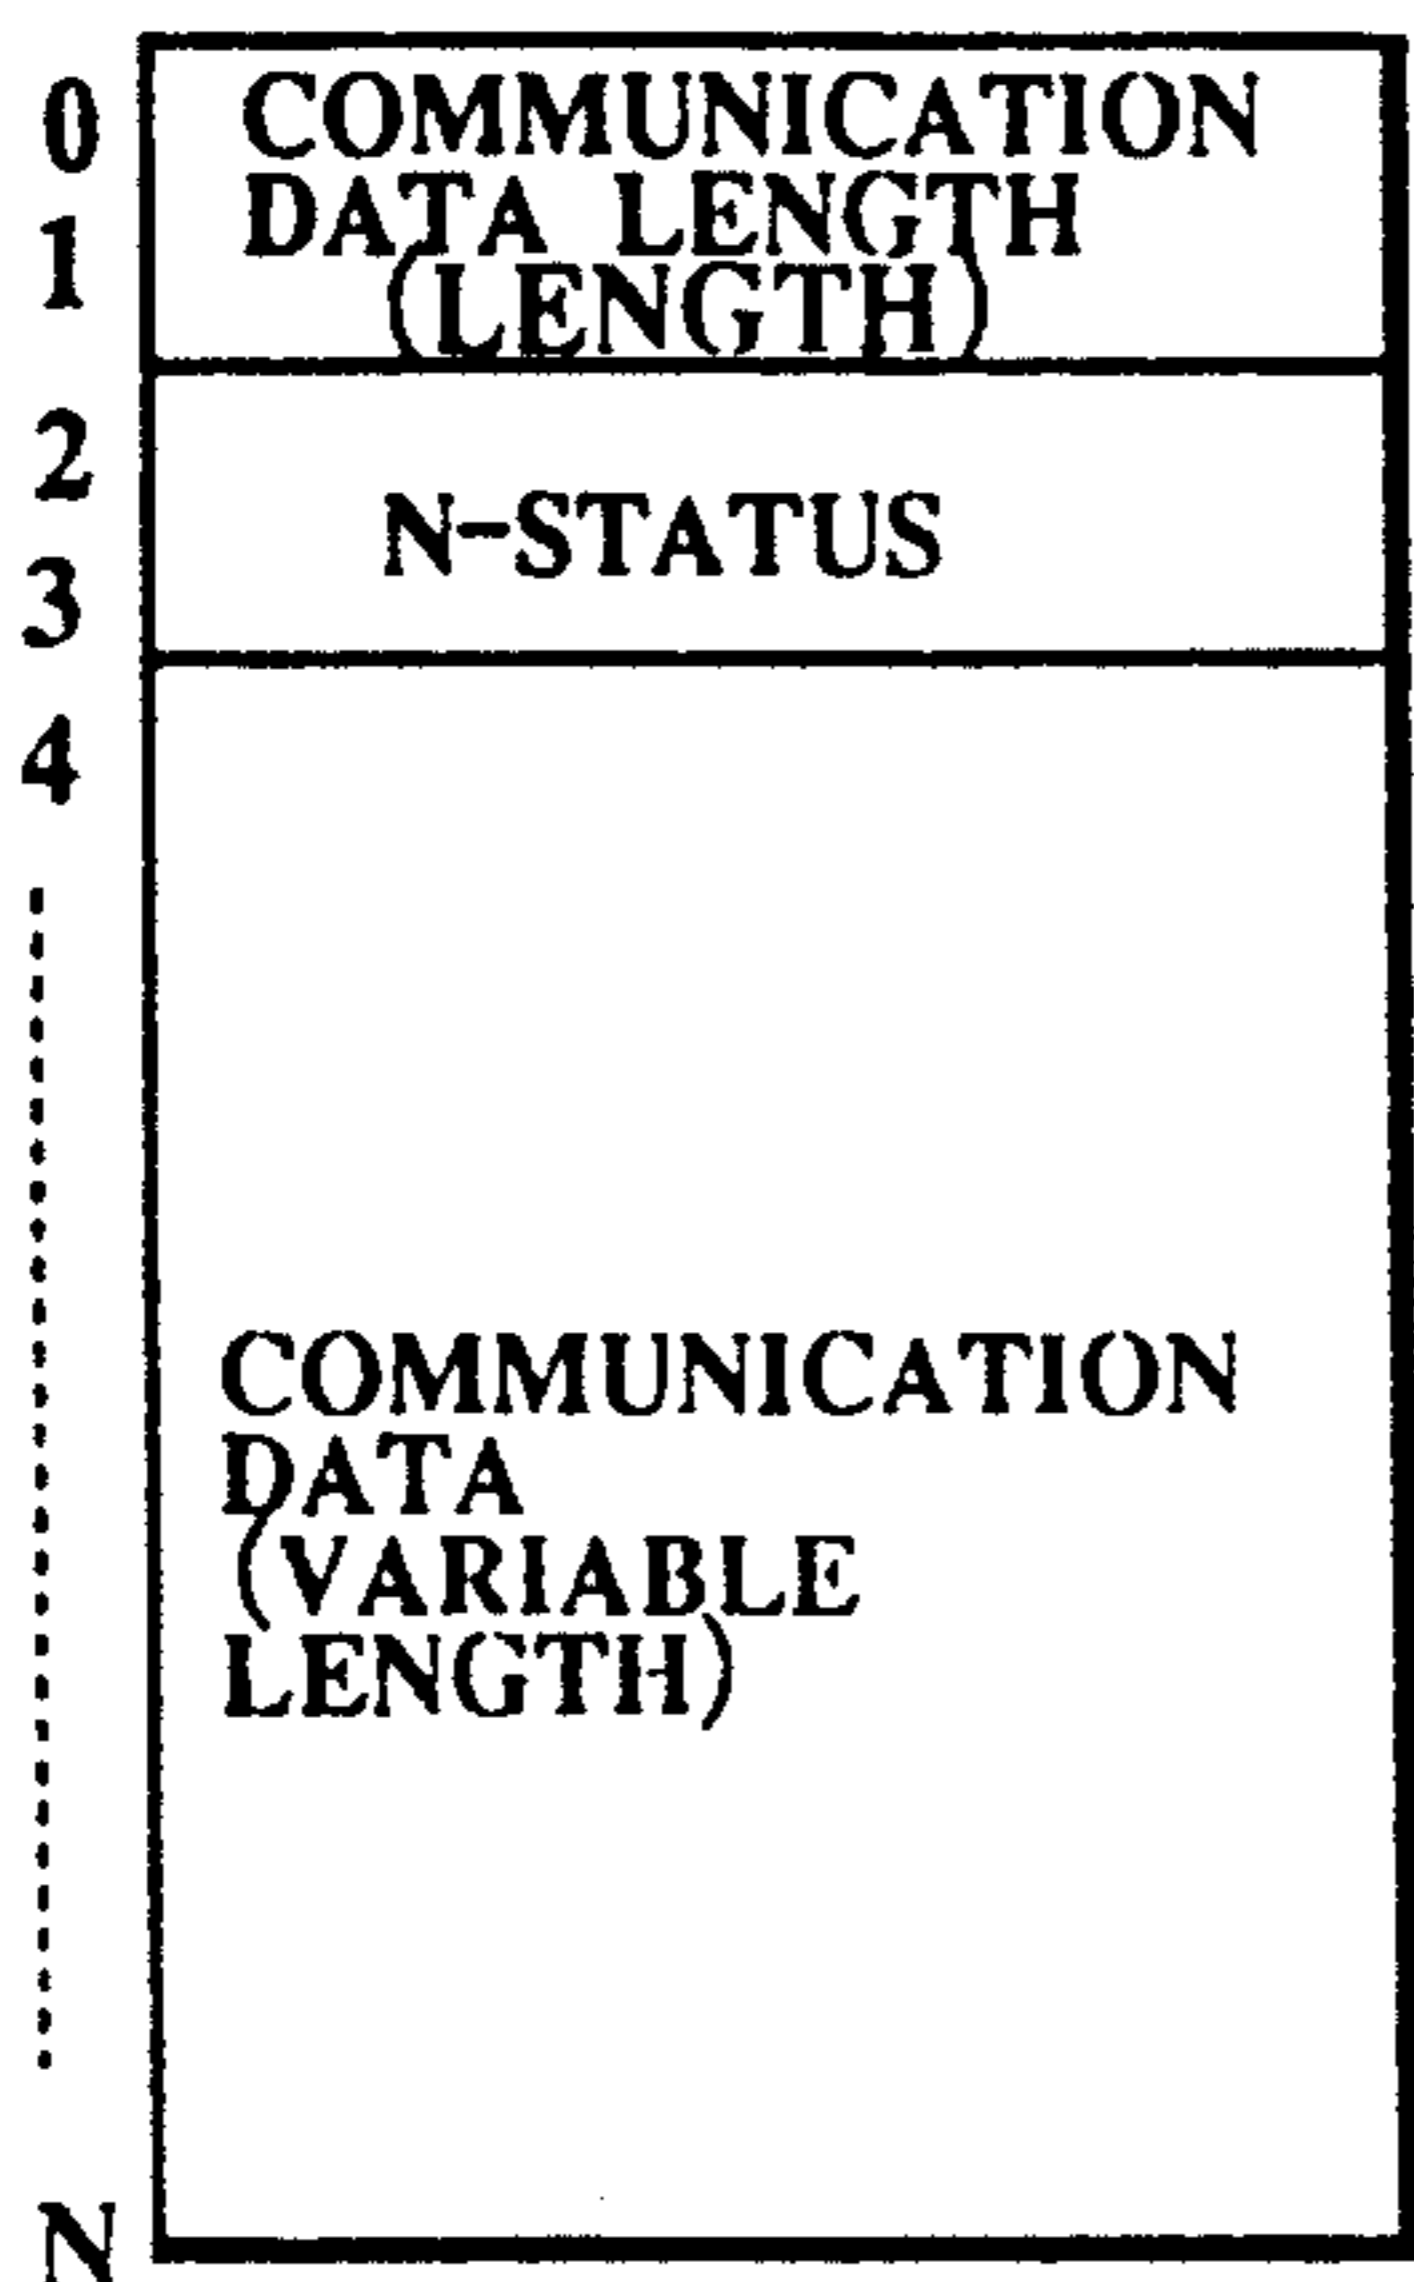 0 COMMUNICATION
DATA LENGTH
1 (LENGTH)
2
N-STATUS
3
4
COMMUNICATION
DATA
(VARIABLE
LENGTH)
N